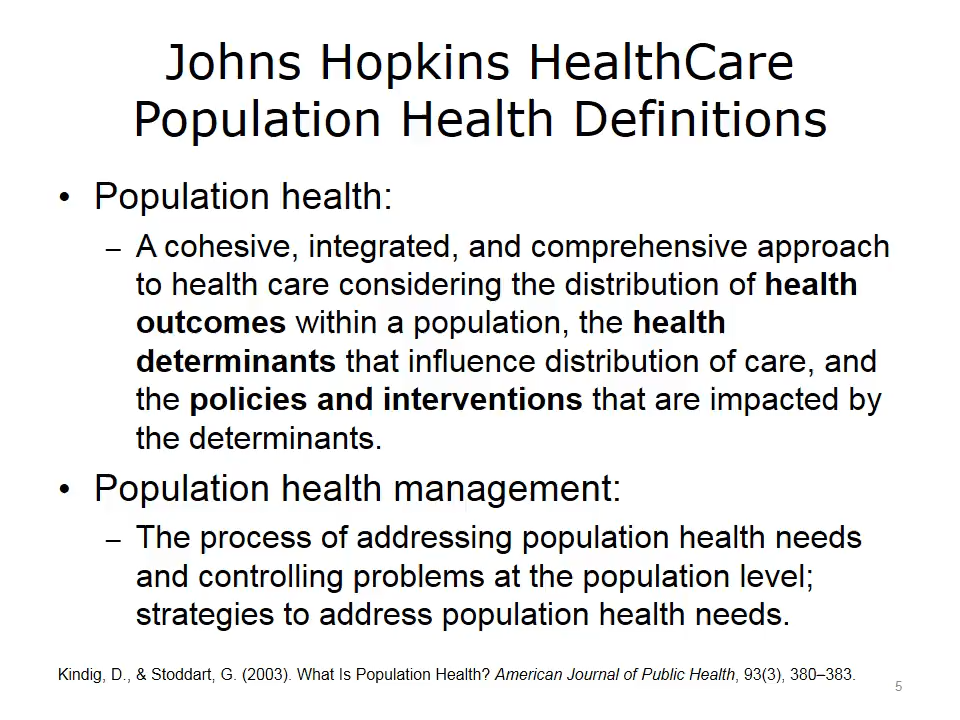 Johns Hopkins HealthCare
Population Health Definitions
• Population health:
– A cohesive, integrated, and comprehensive approach
to health care considering the distribution of health
outcomes within a population, the health
determinants that influence distribution of care, and
the policies and interventions that are impacted by
the determinants.
• Population health management:
– The process of addressing population health needs
and controlling problems at the population level;
strategies to address population health needs.
Kindig, D., & Stoddart, G. (2003). What Is Population Health? American Journal of Public Health, 93(3), 380–383.
5